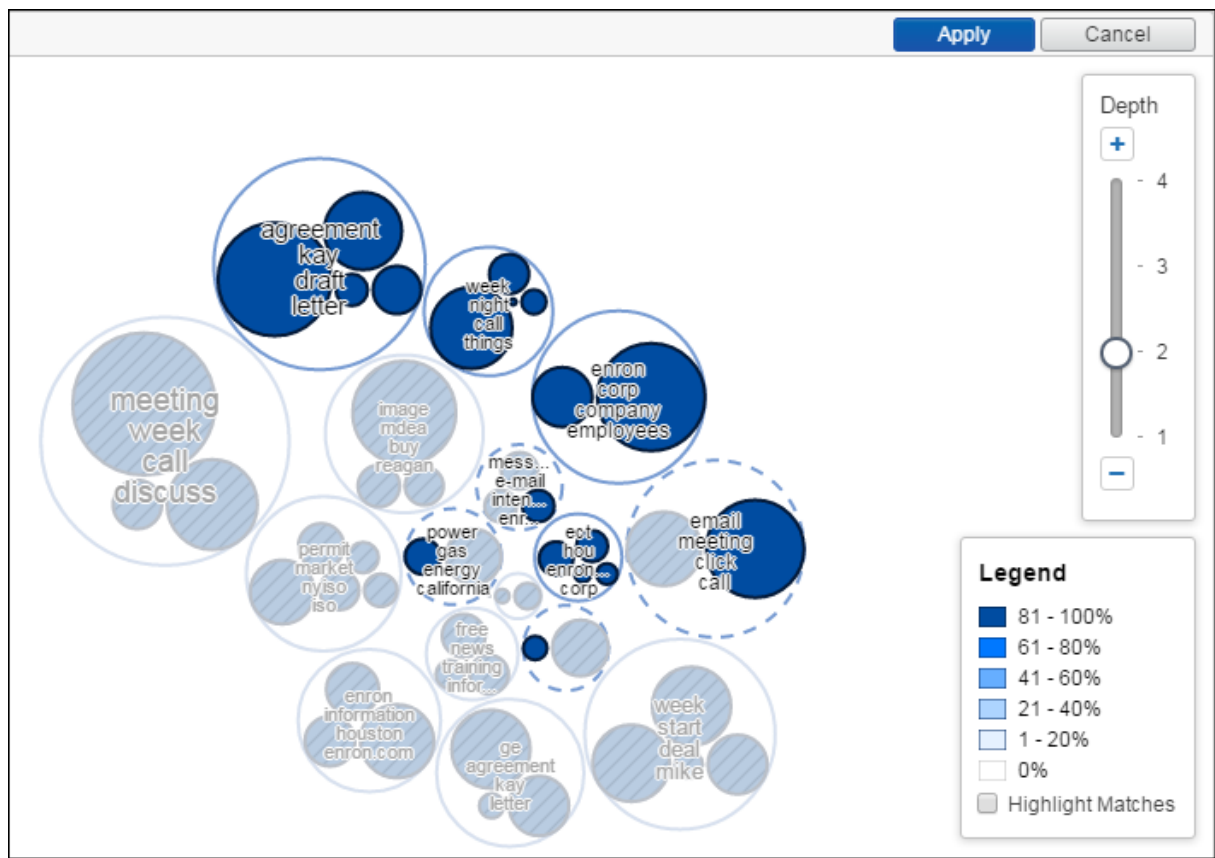 Apply
Cancel
Depth
+
4
3
2
1
−
agreement
kay
draft
letter
week
night
call
things
enron
corp
company
employees
meeting
week
call
discuss
image
mdea
buy
reagan
mess...
e-mail
inten...
enr...
email
meeting
click
call
power
gas
energy
california
ect
hou
enron...
corp
permit
market
nyiso
iso
free
news
training
infor...
enron
information
houston
enron.com
week
start
deal
mike
ge
agreement
kay
letter
Legend
81 - 100%
61 - 80%
41 - 60%
21 - 40%
1 - 20%
0%
Highlight Matches